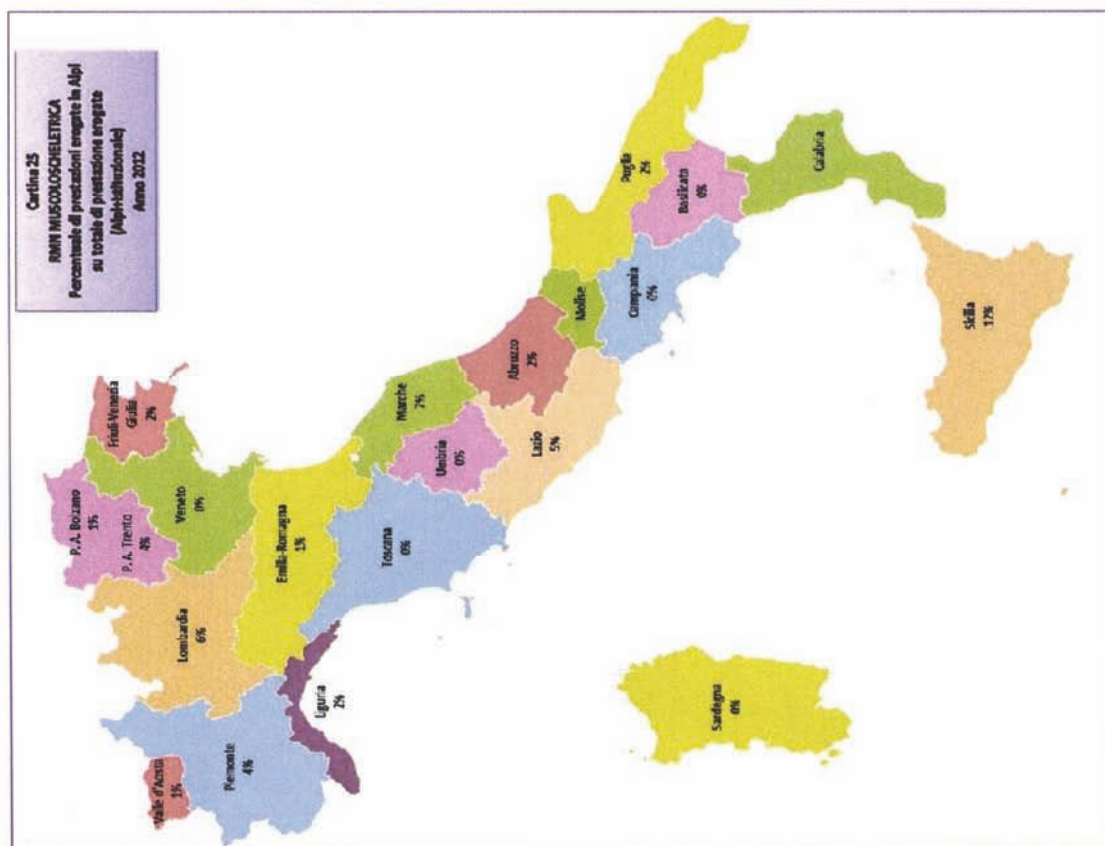 Cartina 25
RMN MUSCOLOSCHELETRICA
Percentuale di prestazioni erogate in Alpi
su totale di prestazione erogate
(Alpi+Istituzionale)
Anno 2012
P.A. Bolzano
1%
P.A. Trento
4%
Friuli-Venezia
Giulia
2%
Valle d'Aosta
1%
Piemonte
4%
Lombardia
6%
Veneto
0%
Liguria
2%
Emilia-Romagna
1%
Toscana
0%
Marche
Umbria
0%
Lazio
5%
Abruzzo
2%
Molise
Campania
0%
Puglia
2%
Basilicata
0%
Calabria
Sicilia
Sardegna
0%